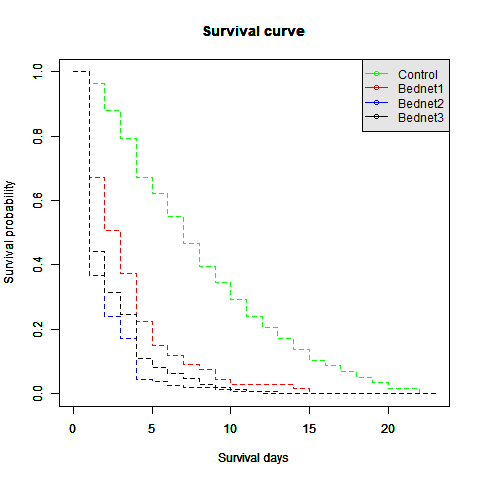 Survival curve
Control
Bednet1
Bednet2
Bednet3
Survival probability
1.0
0.8
0.6
0.4
0.2
0.0
0 5 10 15 20
Survival days